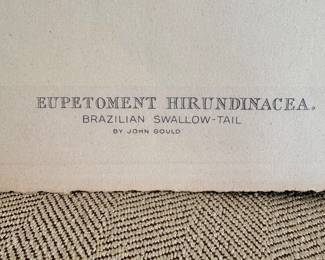 EUPETOMENT HIRUNDINACEA.
BRAZILIAN SWALLOW-TAIL
BY JOHN GOULD